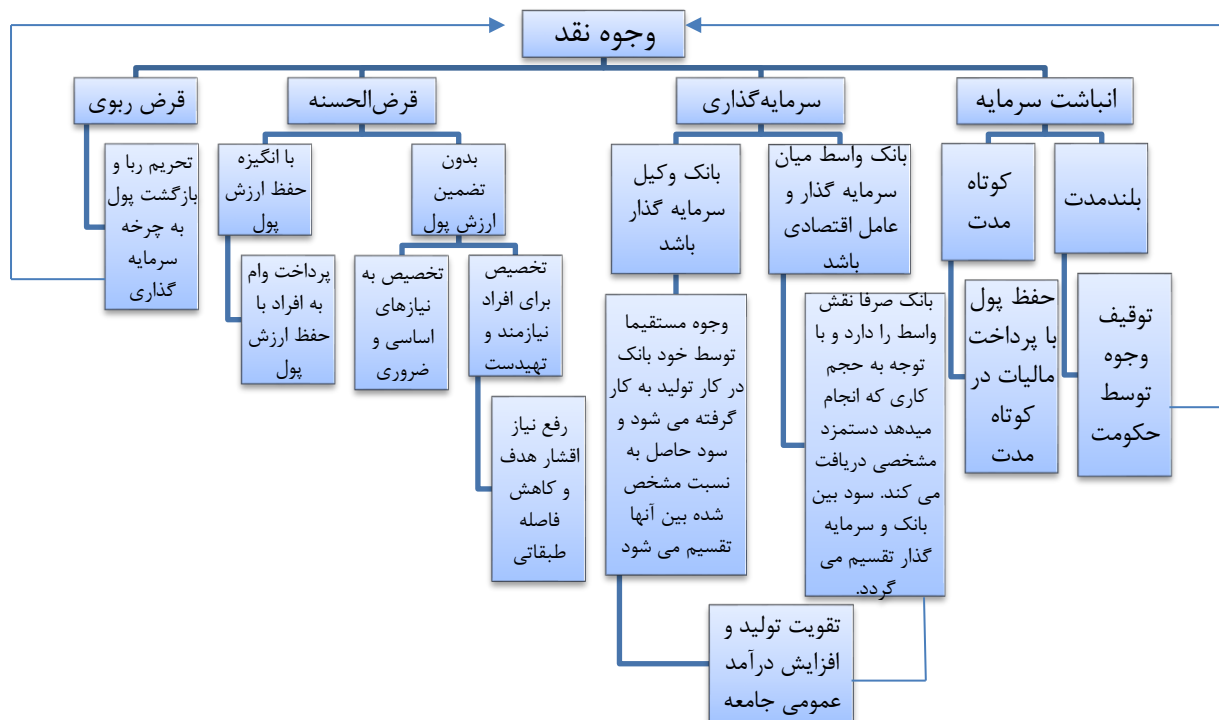 وجوه نقد
انباشت سرمایه
سرمایه‌گذاری
قرض‌الحسنه
قرض ربوی
بلندمدت
کوتاه
مدت
بانک واسط میان
سرمایه گذار و
عامل اقتصادی
باشد
بانک وکیل
سرمایه گذار
باشد
بدون
تضمین
ارزش پول
با انگیزه
حفظ ارزش
پول
تحریم ربا و
بازگشت پول
به چرخه
سرمایه
گذاری
توقیف
وجوه
توسط
حکومت
حفظ پول
با پرداخت
مالیات در
کوتاه
مدت
بانک صرفا نقش
واسط را دارد و با
توجه به حجم
کاری که انجام
میدهد دستمزد
مشخصی دریافت
می کند. سود بین
بانک و سرمایه
گذار تقسیم می
گردد.
وجوه مستقیما
توسط خود بانک
در کار تولید به کار
گرفته می شود و
سود حاصل به
نسبت مشخص
شده بین آنها
تقسیم می شود
تخصیص
برای افراد
نیازمند و
تهیدست
تخصیص به
نیازهای
اساسی و
ضروری
پرداخت وام
به افراد با
حفظ ارزش
پول
رفع نیاز
اقشار هدف
و کاهش
فاصله
طبقاتی
تقویت تولید و
افزایش درآمد
عمومی جامعه